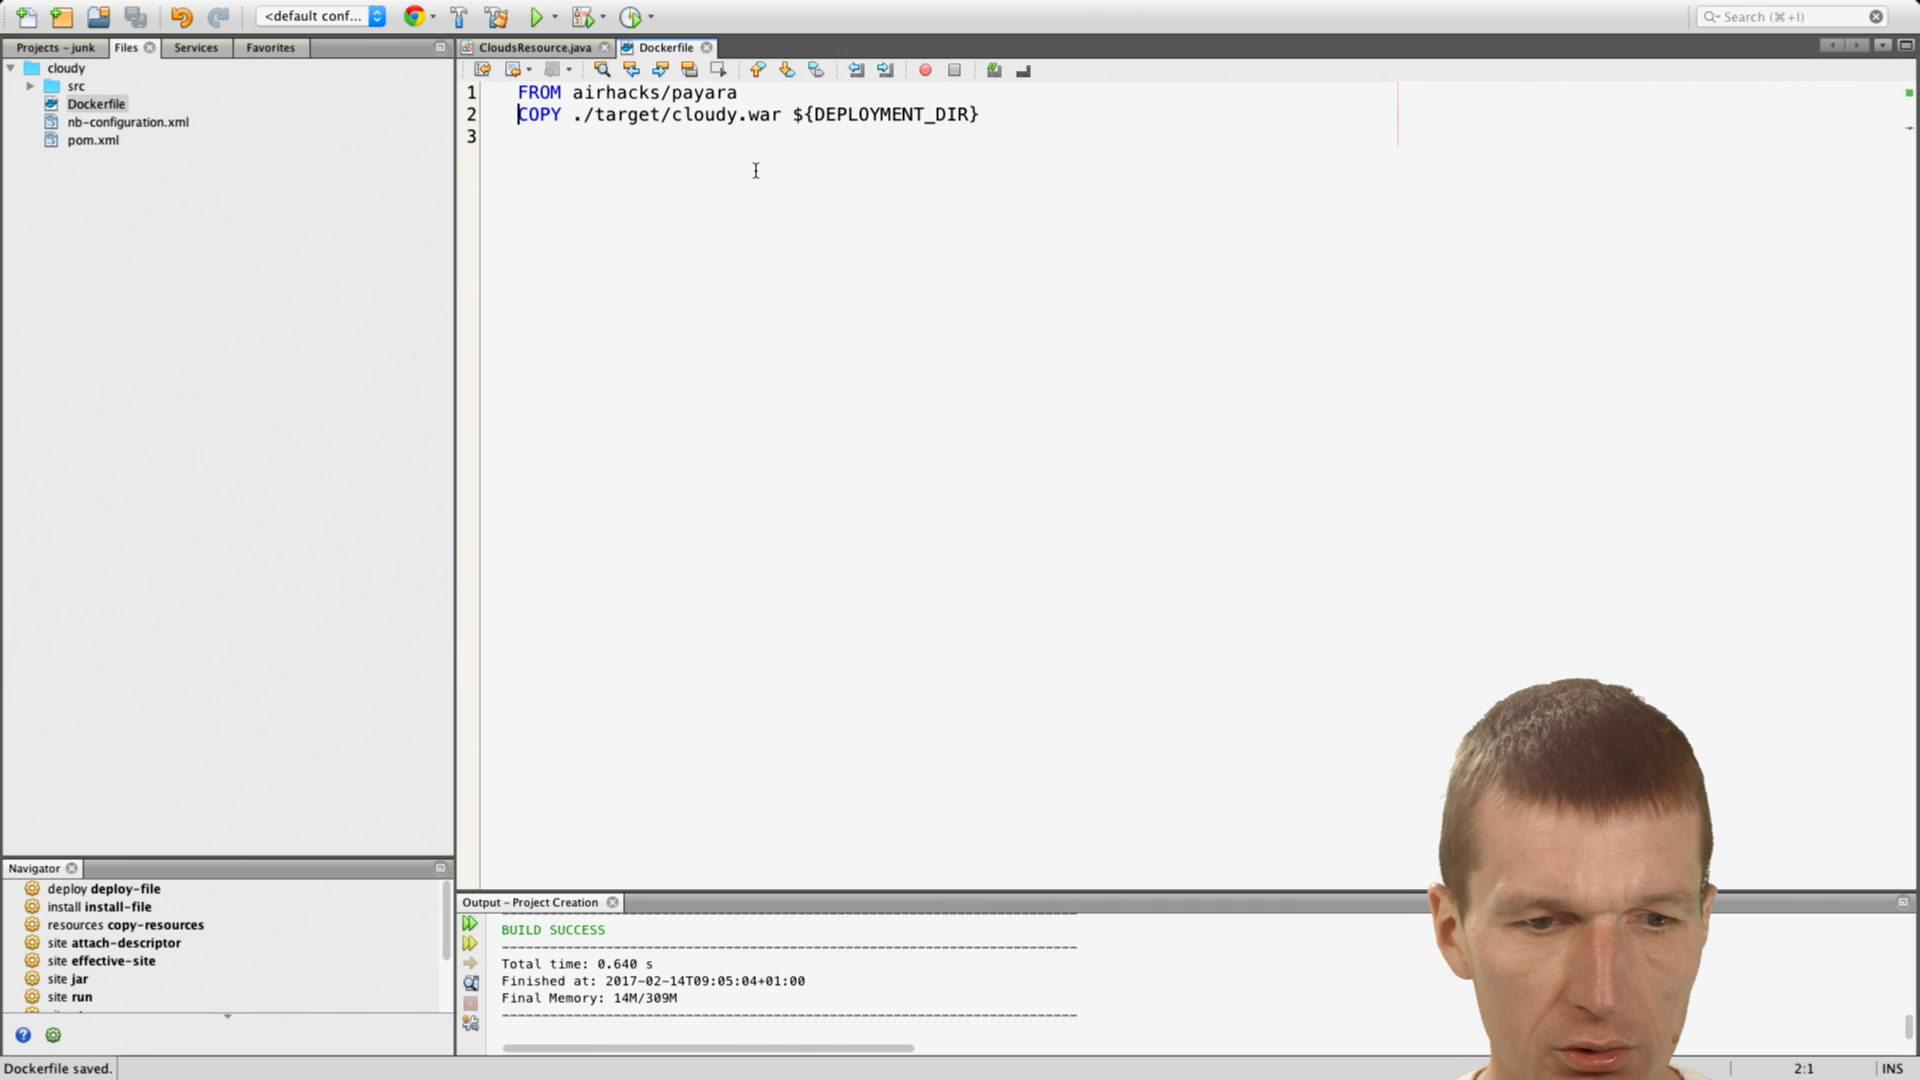 <default conf...
Search (⌘+I)
Projects – junk
Files
Services
Favorites
CloudsResource.java
Dockerfile
cloudy
src
Dockerfile
nb-configuration.xml
pom.xml
1 FROM airhacks/payara
2 COPY ./target/cloudy.war ${DEPLOYMENT_DIR}
3
Navigator
deploy deploy-file
install install-file
resources copy-resources
site attach-descriptor
site effective-site
site jar
site run
Output – Project Creation
------------------------------------------------------------------------
BUILD SUCCESS
------------------------------------------------------------------------
Total time: 0.640 s
Finished at: 2017-02-14T09:05:04+01:00
Final Memory: 14M/309M
------------------------------------------------------------------------
Dockerfile saved.
2:1
INS